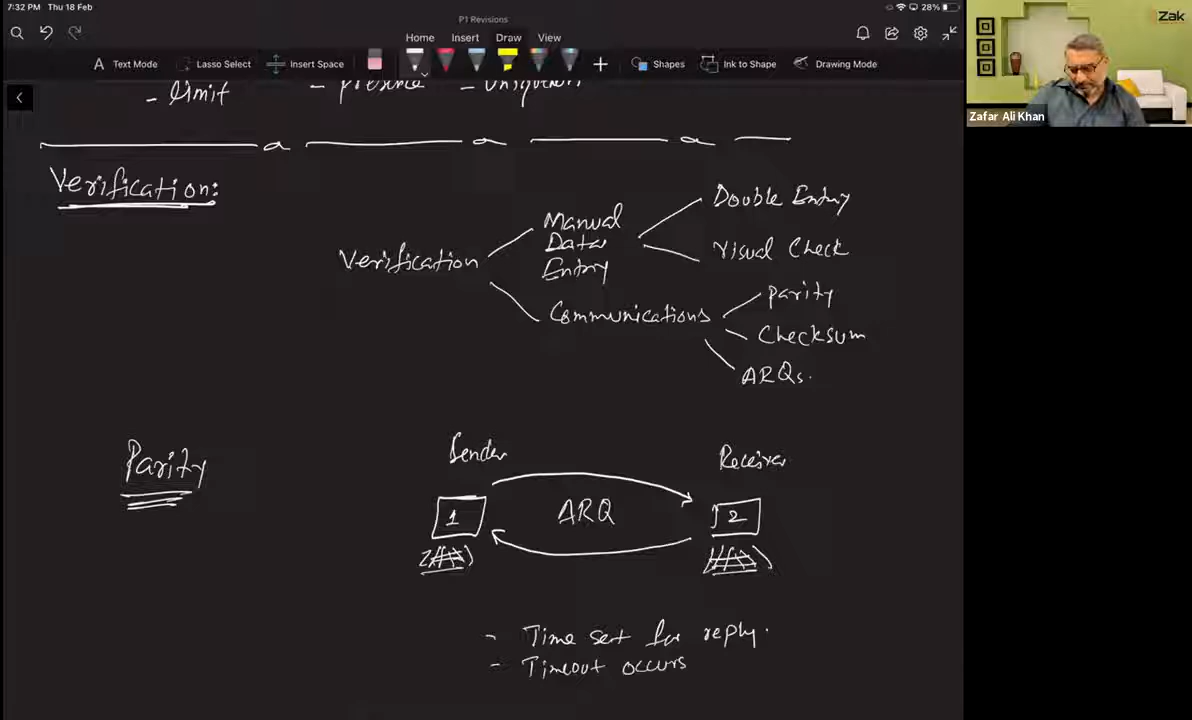 7:32 PM Thu 18 Feb
28%
P1 Revisions
Home Insert Draw View
Text Mode Lasso Select Insert Space Shapes Ink to Shape Drawing Mode
- limit - presence - uniqueness
Verification:
Verification
Manual
Data
Entry
Double Entry
Visual Check
Communications
Parity
Checksum
ARQs.
Parity
Sender Receiver
1 ARQ 2
- Time set for reply.
- Timeout occurs
Zak
Zafar Ali Khan